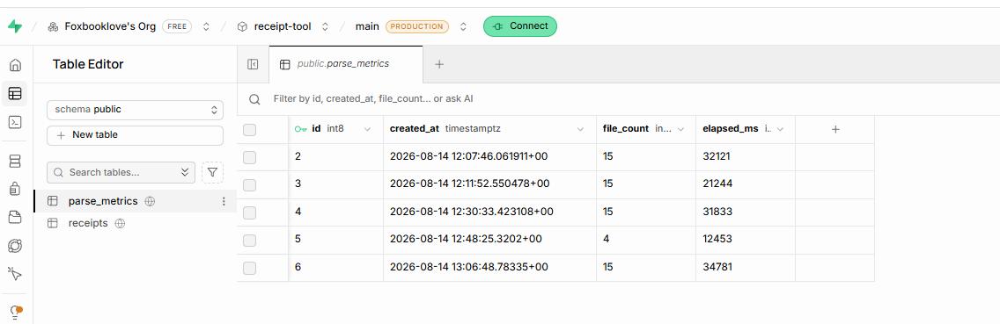 Foxbooklove's Org FREE / receipt-tool / main PRODUCTION Connect
Table Editor
public.parse_metrics
schema public
New table
Search tables...
parse_metrics
receipts
Filter by id, created_at, file_count... or ask AI
id int8 created_at timestamptz file_count in... elapsed_ms i...
2 2026-08-14 12:07:46.061911+00 15 32121
3 2026-08-14 12:11:52.550478+00 15 21244
4 2026-08-14 12:30:33.423108+00 15 31833
5 2026-08-14 12:48:25.3202+00 4 12453
6 2026-08-14 13:06:48.78335+00 15 34781